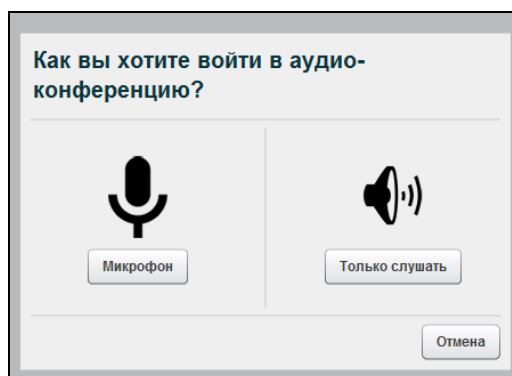 Как вы хотите войти в аудио-
конференцию?
Микрофон
Только слушать
Отмена